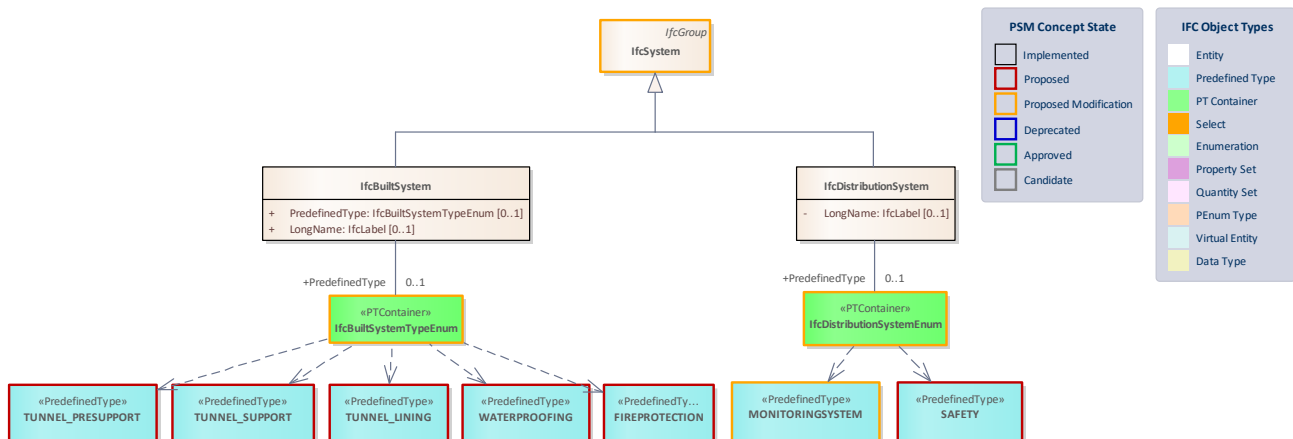 IfcGroup
IfcSystem
IfcBuiltSystem
+ PredefinedType: IfcBuiltSystemTypeEnum [0..1]
+ LongName: IfcLabel [0..1]
IfcDistributionSystem
- LongName: IfcLabel [0..1]
+PredefinedType 0..1
+PredefinedType 0..1
«PTContainer»
IfcBuiltSystemTypeEnum
«PTContainer»
IfcDistributionSystemEnum
«PredefinedType»
TUNNEL_PRESUPPORT
«PredefinedType»
TUNNEL_SUPPORT
«PredefinedType»
TUNNEL_LINING
«PredefinedType»
WATERPROOFING
«PredefinedTy...
FIREPROTECTION
«PredefinedType»
MONITORINGSYSTEM
«PredefinedType»
SAFETY
PSM Concept State
Implemented
Proposed
Proposed Modification
Deprecated
Approved
Candidate
IFC Object Types
Entity
Predefined Type
PT Container
Select
Enumeration
Property Set
Quantity Set
PEnum Type
Virtual Entity
Data Type